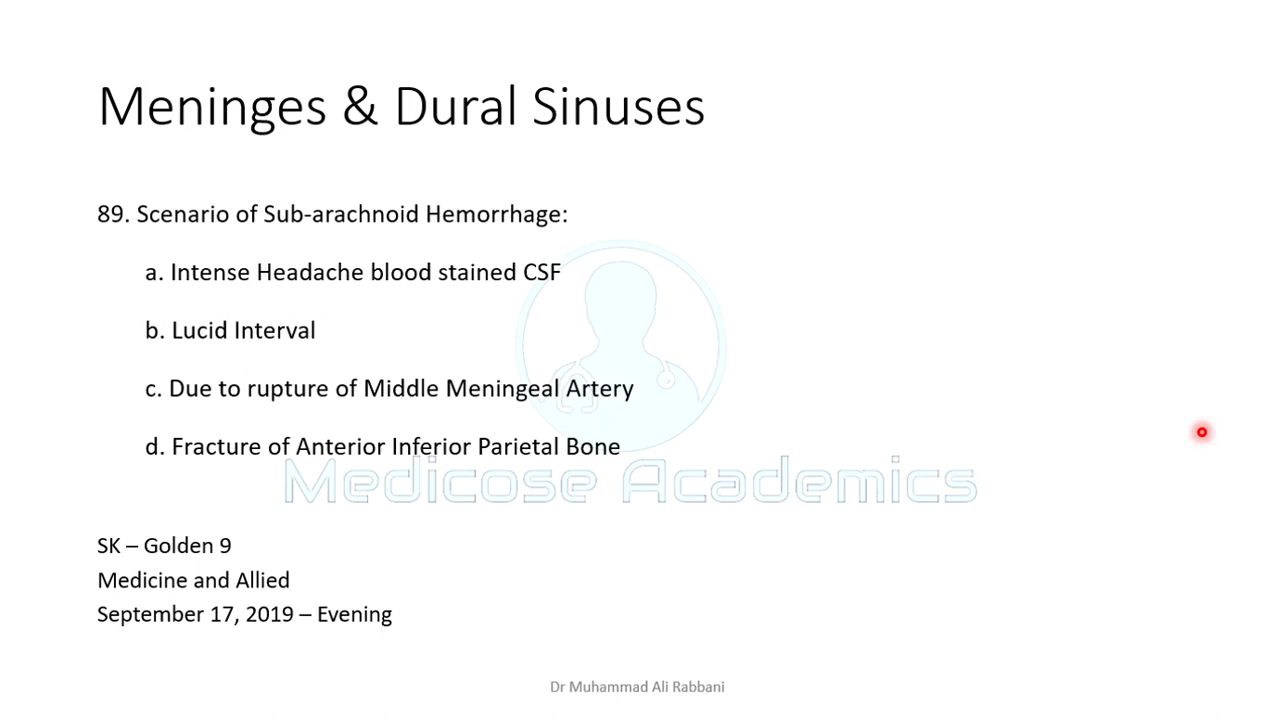 Meninges & Dural Sinuses
89. Scenario of Sub-arachnoid Hemorrhage:
a. Intense Headache blood stained CSF
b. Lucid Interval
c. Due to rupture of Middle Meningeal Artery
d. Fracture of Anterior Inferior Parietal Bone
Medicose Academics
SK – Golden 9
Medicine and Allied
September 17, 2019 – Evening
Dr Muhammad Ali Rabbani